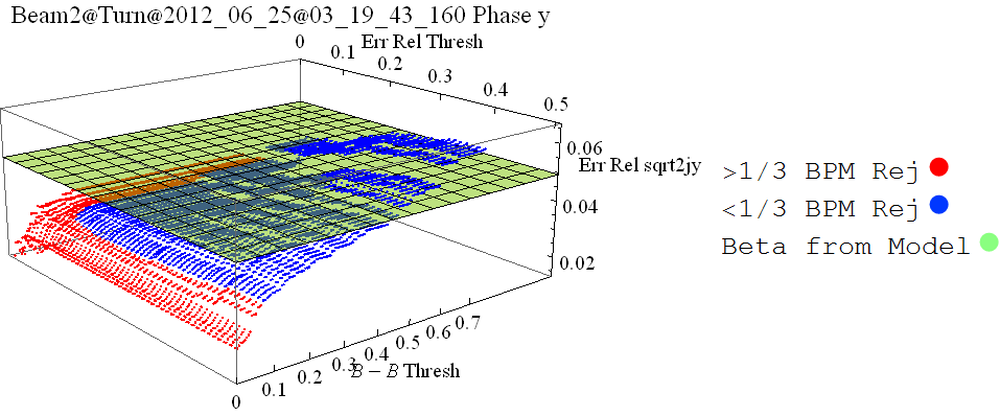 Beam2@Turn@2012_06_25@03_19_43_160 Phase y
0
0.1
Err Rel Thresh
0.2
0.3
0.4
0.5
0.06
Err Rel sqrt2jy
0.04
0.02
>1/3 BPM Rej
<1/3 BPM Rej
Beta from Model
0.7
0.6
0.5
0.4
0.3
B – B Thresh
0.2
0.1
0